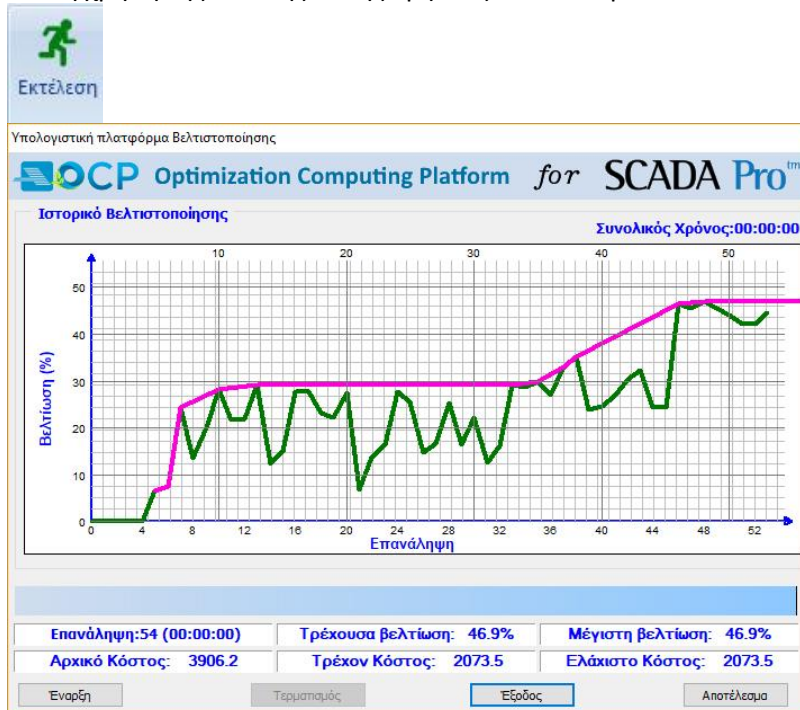 Εκτέλεση
Υπολογιστική πλατφόρμα Βελτιστοποίησης
OCP Optimization Computing Platform for SCADA Pro™
Ιστορικό Βελτιστοποίησης
Συνολικός Χρόνος:00:00:00
10 20 30 40 50
50
40
30
20
10
0
Βελτίωση (%)
0 4 8 12 16 20 24 28 32 36 40 44 48 52
Επανάληψη
Επανάληψη:54 (00:00:00) Τρέχουσα βελτίωση: 46.9% Μέγιστη βελτίωση: 46.9%
Αρχικό Κόστος: 3906.2 Τρέχον Κόστος: 2073.5 Ελάχιστο Κόστος: 2073.5
Έναρξη Τερματισμός Έξοδος Αποτέλεσμα